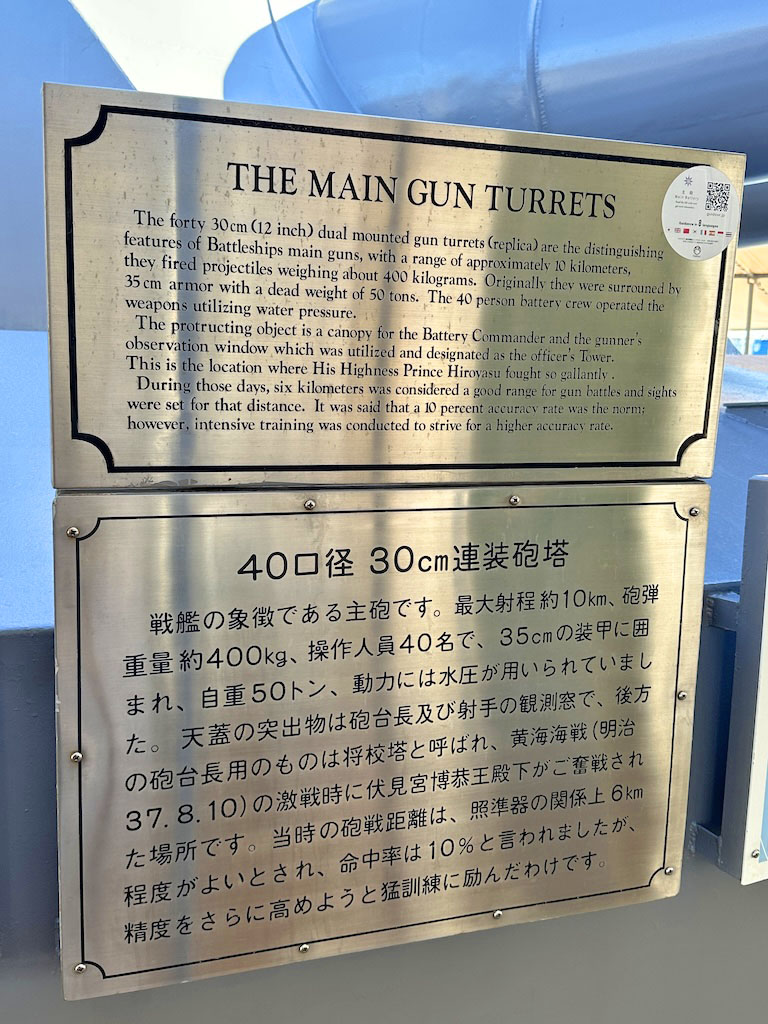 THE MAIN GUN TURRETS
The forty 30cm (12 inch) dual mounted gun turrets (replica) are the distinguishing
features of Battleships main guns, with a range of approximately 10 kilometers,
they fired projectiles weighing about 400 kilograms. Originally they were surrouned by
35 cm armor with a dead weight of 50 tons. The 40 person battery crew operated the
weapons utilizing water pressure.
The protructing object is a canopy for the Battery Commander and the gunner's
observation window which was utilized and designated as the officer's Tower.
This is the location where His Highness Prince Hiroyasu fought so gallantly.
During those days, six kilometers was considered a good range for gun battles and sights
were set for that distance. It was said that a 10 percent accuracy rate was the norm;
however, intensive training was conducted to strive for a higher accuracy rate.
40口径 30cm連装砲塔
戦艦の象徴である主砲です。最大射程約10km、砲弾
重量約400kg、操作人員40名で、35cmの装甲に囲
まれ、自重50トン、動力には水圧が用いられていまし
た。天蓋の突出物は砲台長及び射手の観測窓で、後方
の砲台長用のものは将校塔と呼ばれ、黄海海戦(明治
37.8.10)の激戦時に伏見宮博恭王殿下がご奮戦され
た場所です。当時の砲戦距離は、照準器の関係上6km
程度がよいとされ、命中率は10%と言われましたが、
精度をさらに高めようと猛訓練に励んだわけです。